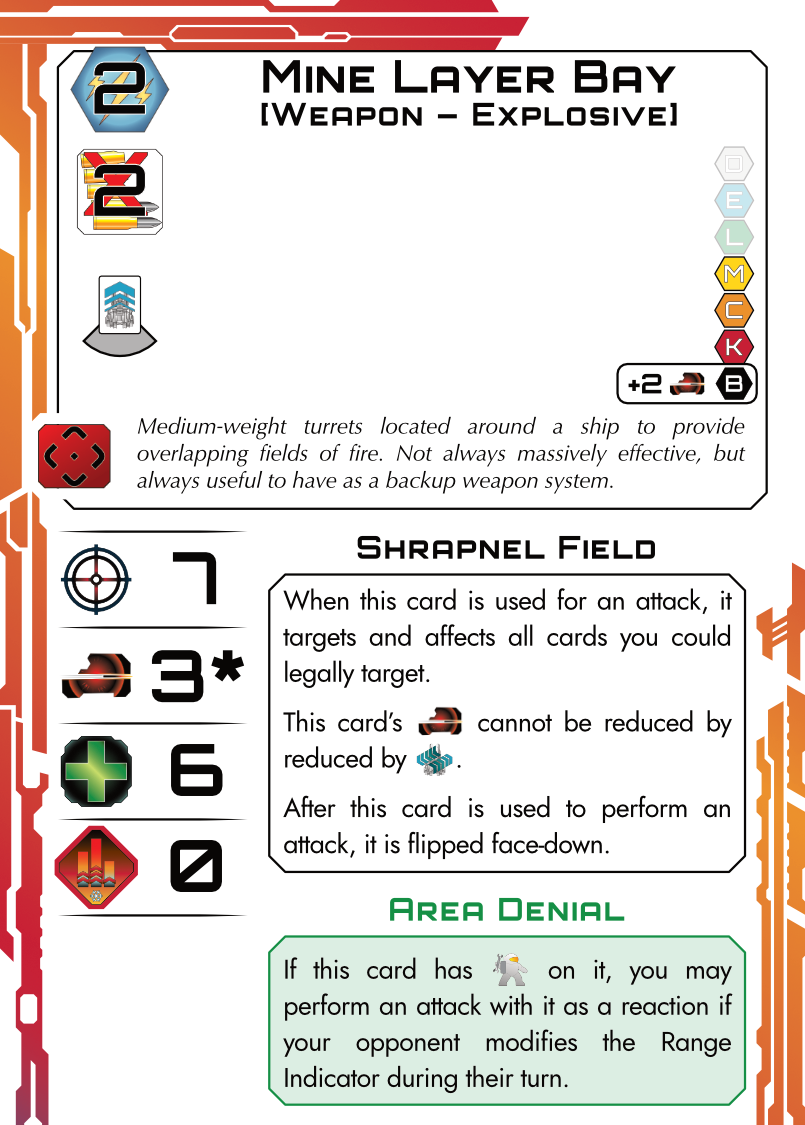 2
MINE LAYER BAY
[WEAPON – EXPLOSIVE]
2
D
E
L
M
C
K
+2 B
Medium-weight turrets located around a ship to provide
overlapping fields of fire. Not always massively effective, but
always useful to have as a backup weapon system.
7
3*
6
0
SHRAPNEL FIELD
When this card is used for an attack, it
targets and affects all cards you could
legally target.
This card's cannot be reduced by
reduced by .
After this card is used to perform an
attack, it is flipped face-down.
AREA DENIAL
If this card has on it, you may
perform an attack with it as a reaction if
your opponent modifies the Range
Indicator during their turn.